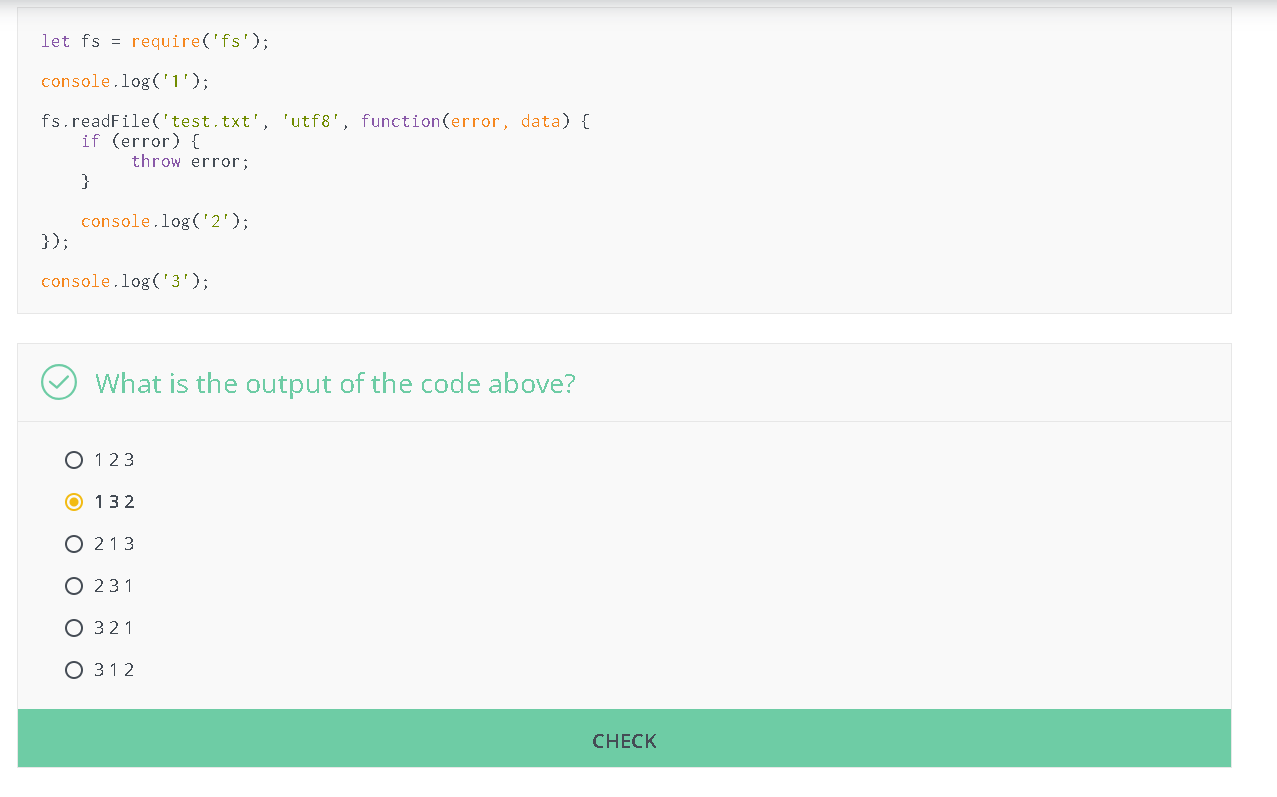 let fs = require('fs');
console.log('1');
fs.readFile('test.txt', 'utf8', function(error, data) {
if (error) {
throw error;
}
console.log('2');
});
console.log('3');
What is the output of the code above?
1 2 3
1 3 2
2 1 3
2 3 1
3 2 1
3 1 2
CHECK